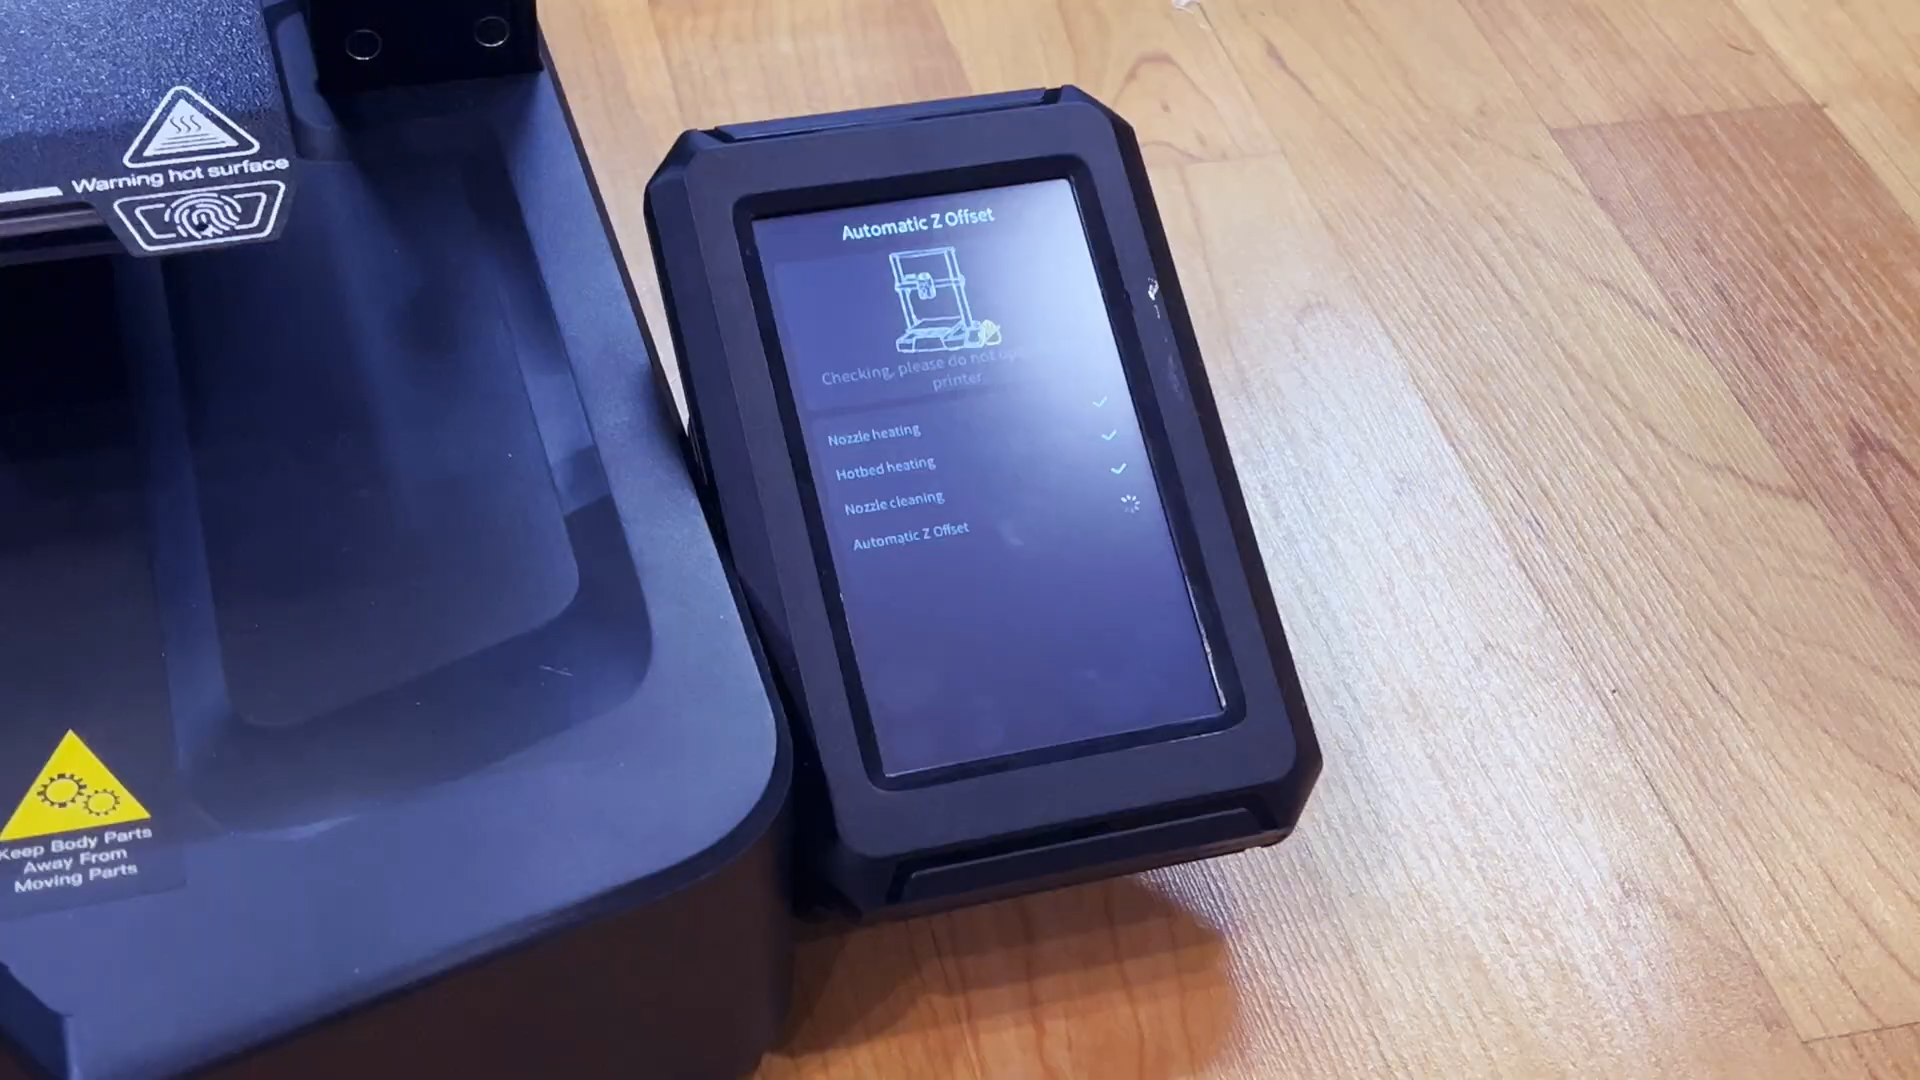 Warning hot surface
Automatic Z Offset
Checking, please do not
printer
Nozzle heating
Hotbed heating
Nozzle cleaning
Automatic Z Offset
Keep Body Parts
Away From
Moving Parts